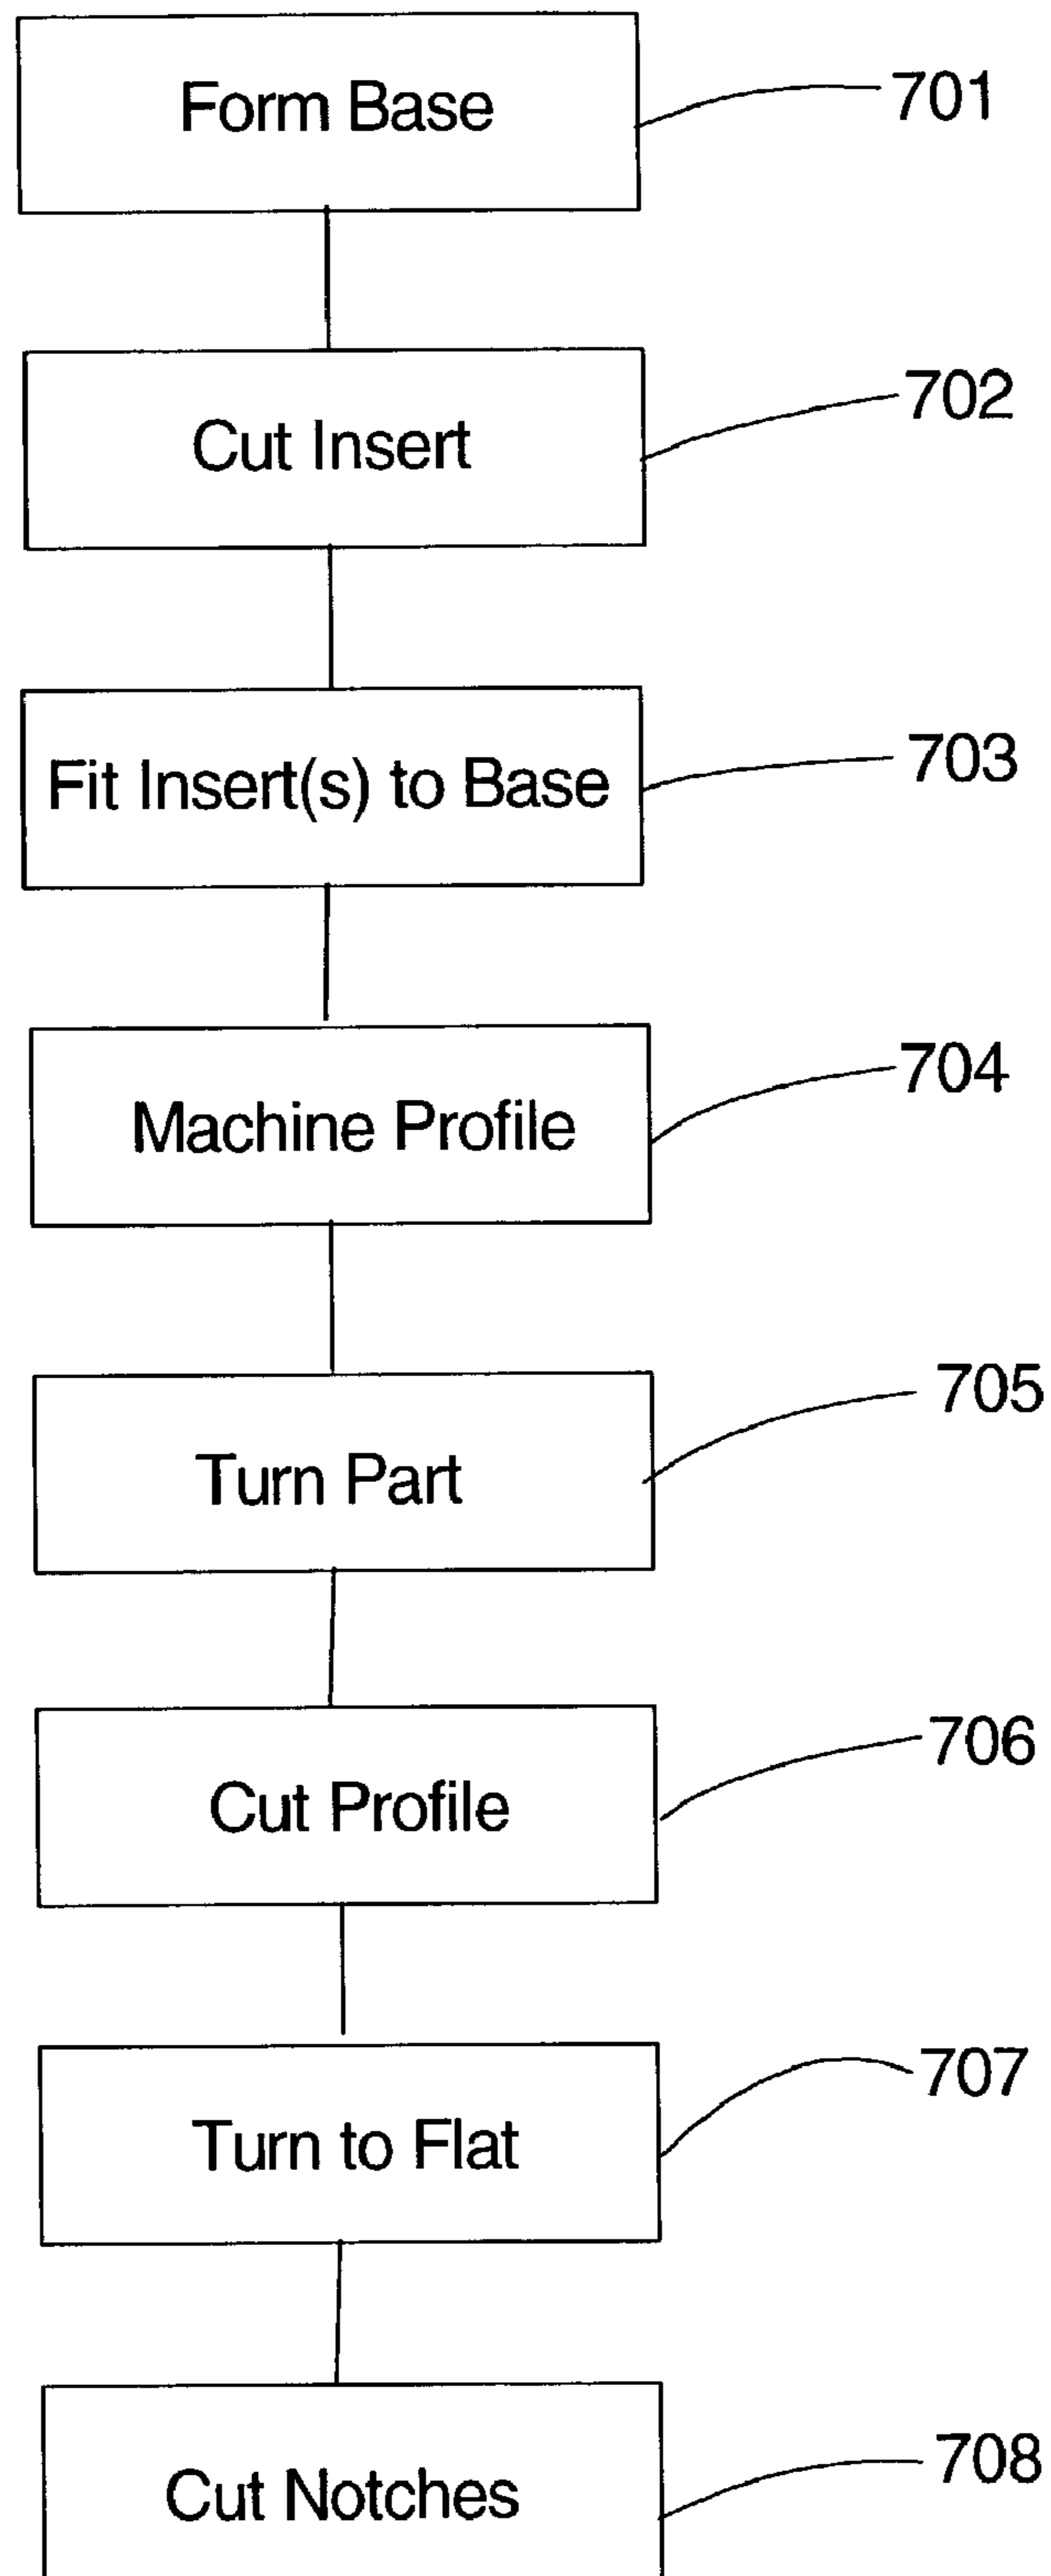 Form Base
701
Cut Insert
702
Fit Insert(s) to Base
703
Machine Profile
704
Turn Part
705
Cut Profile
706
Turn to Flat
707
Cut Notches
708